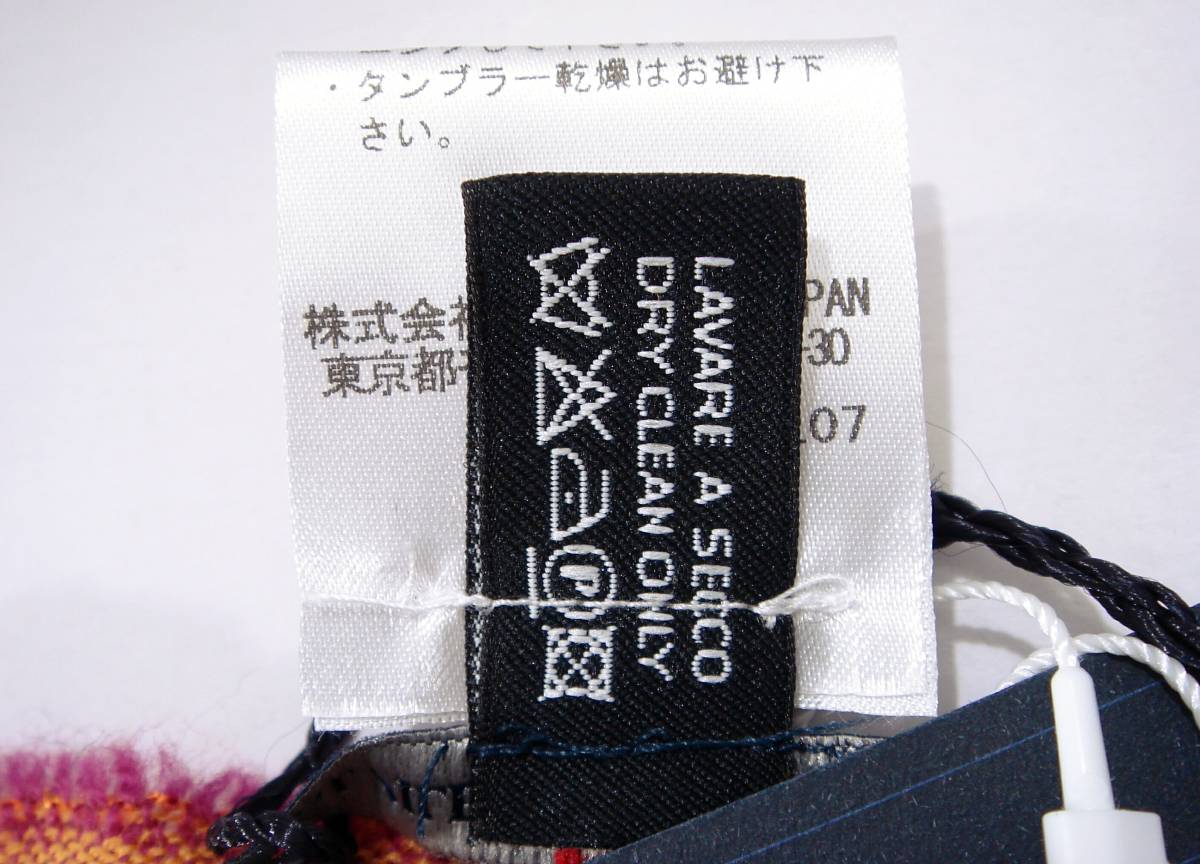 ・タンブラー乾燥はお避け下
さい。
株式会
PAN
東京都
-30
107
LAVARE A SECCO
DRY CLEAN ONLY
P